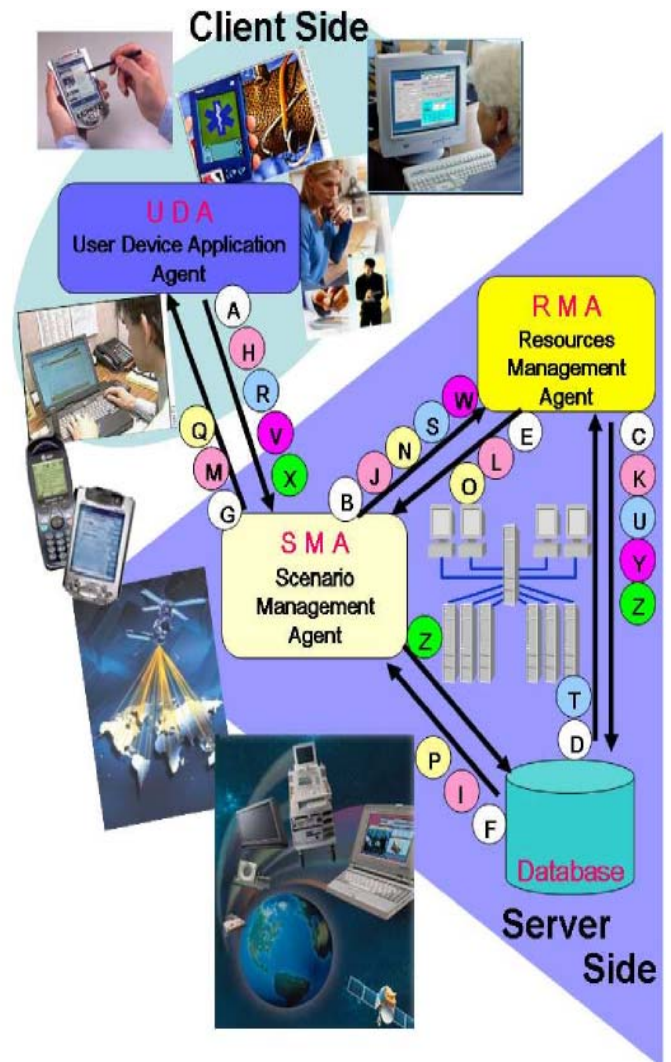 Client Side
U D A
User Device Application
Agent
R M A
Resources
Management
Agent
A
H
R
V
X
Q
M
G
B
J
N
S
W
E
L
O
C
K
U
Y
Z
S M A
Scenario
Management
Agent
Z
T
D
P
I
F
Database
Server
Side